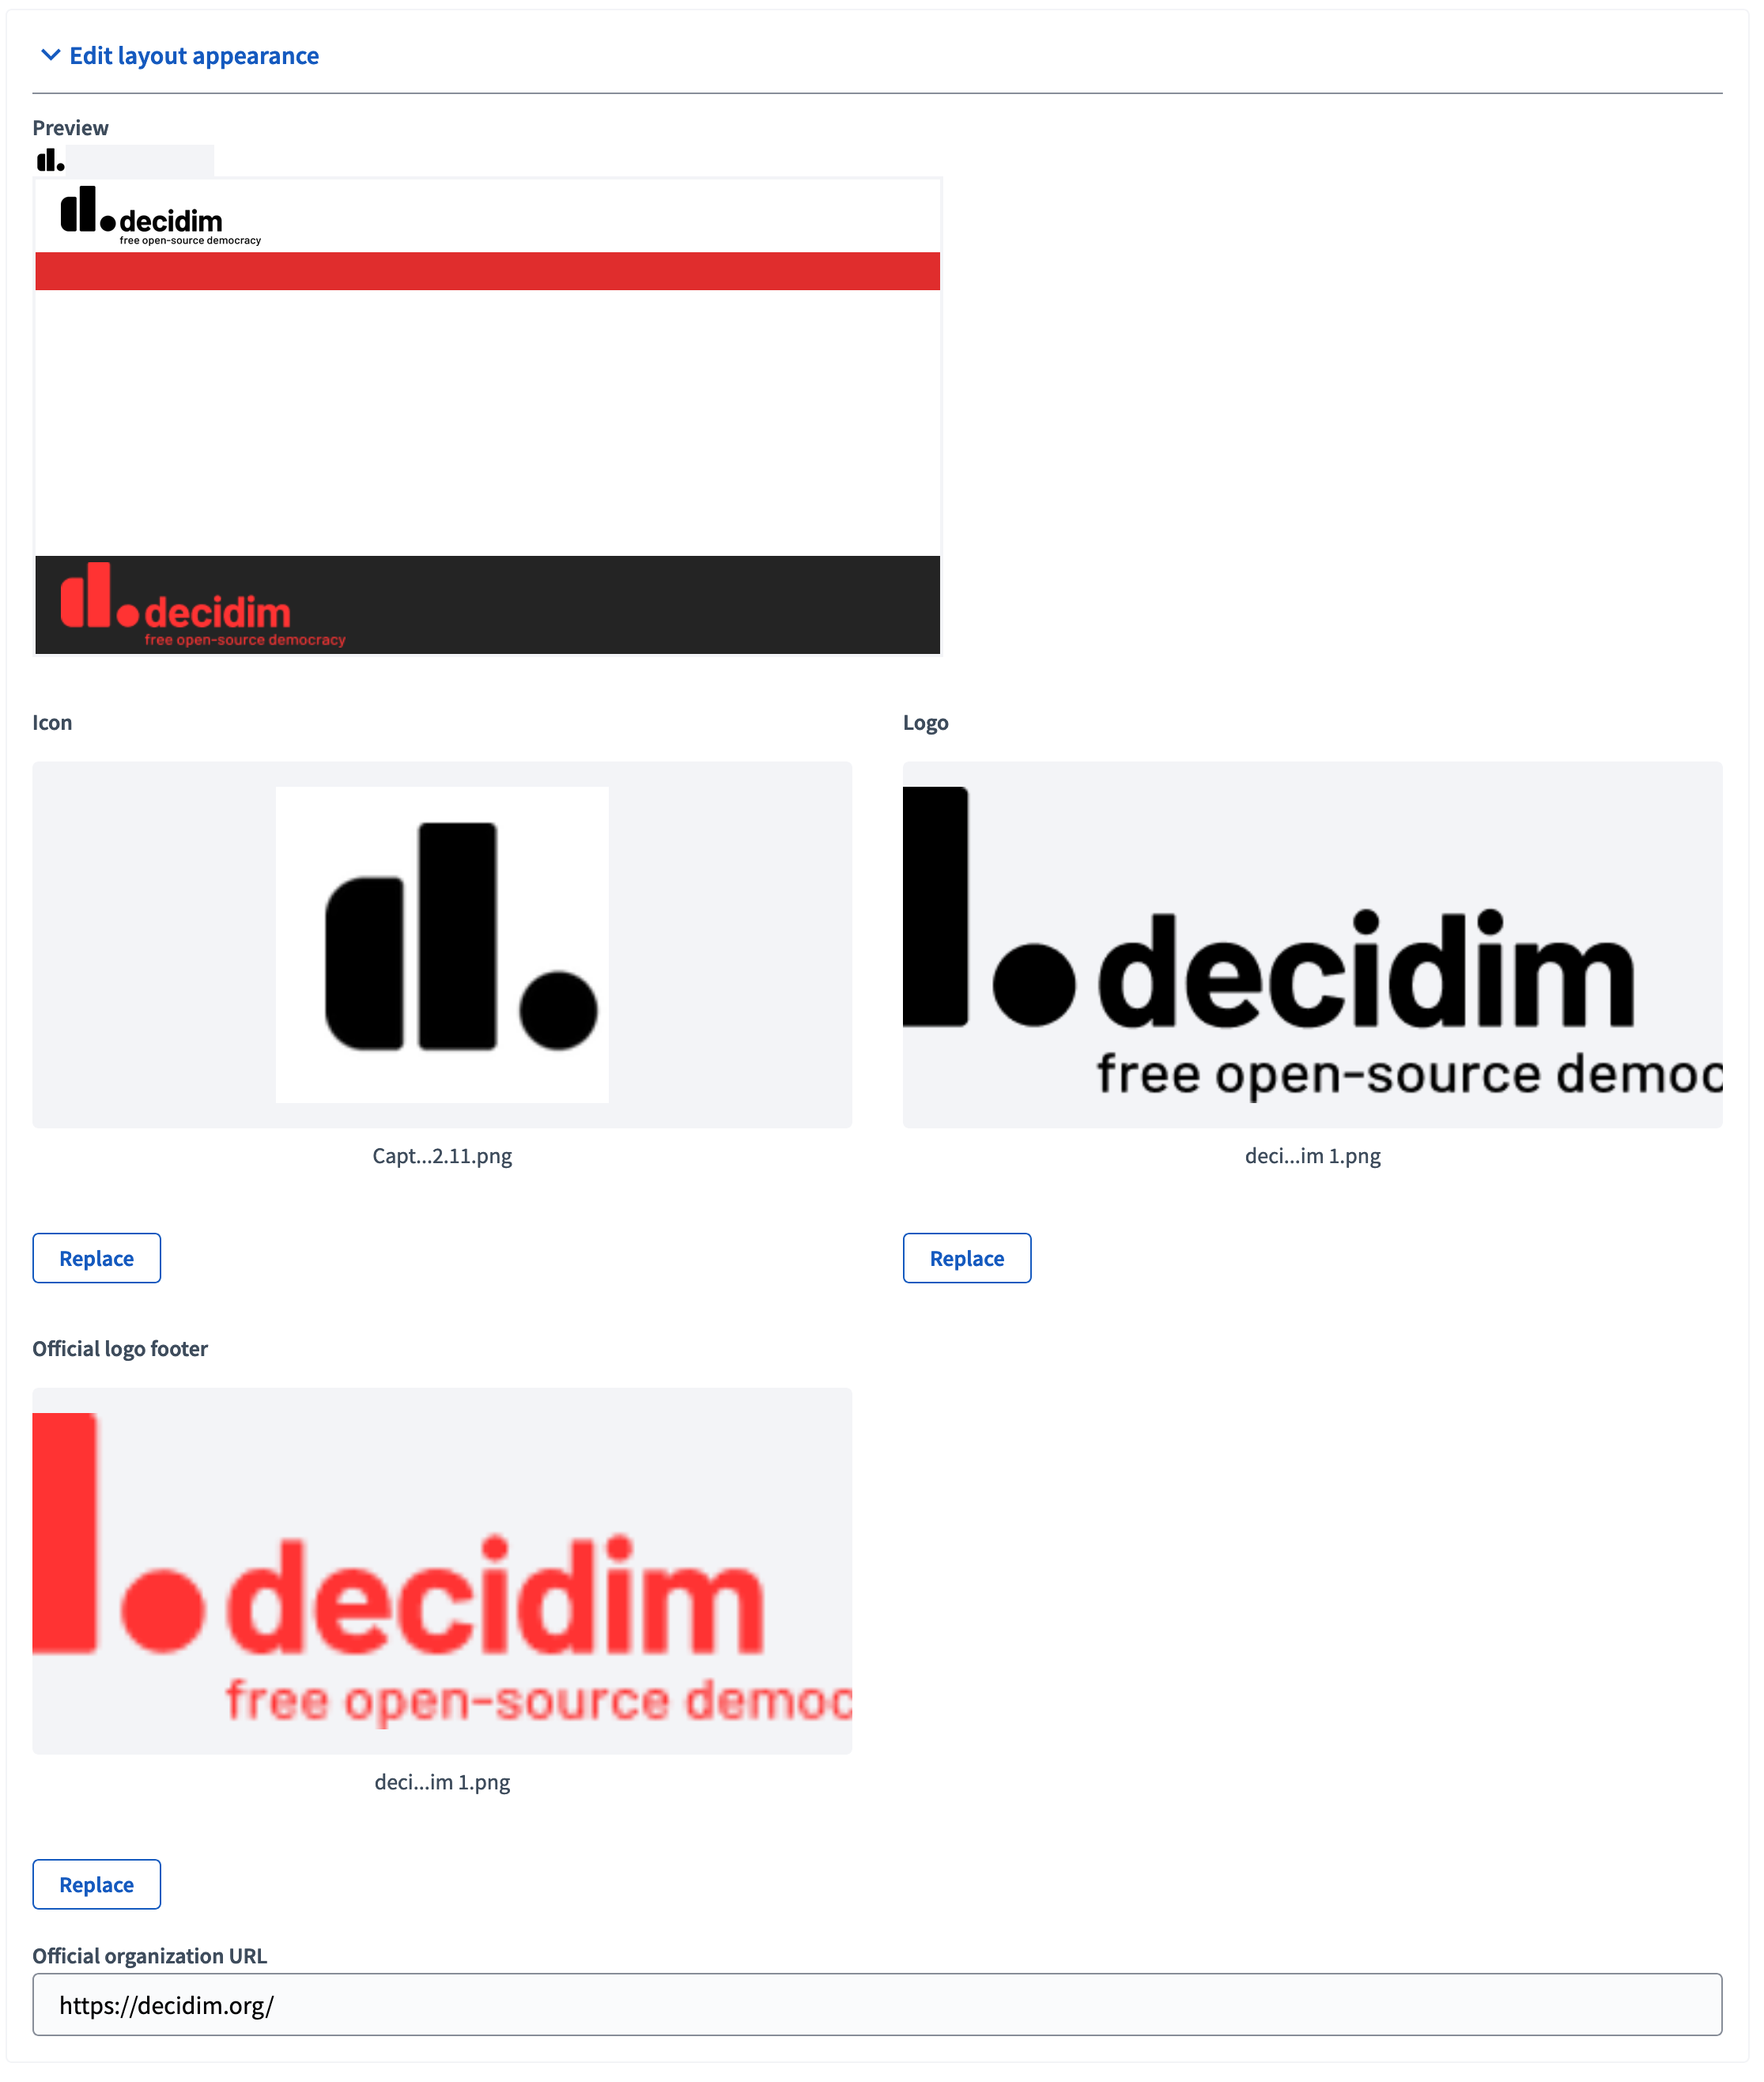 Edit layout appearance
Preview
decidim
free open-source democracy
decidim
free open-source democracy
Icon
Logo
decidim
free open-source democ
Capt...2.11.png
deci...im 1.png
Replace
Replace
Official logo footer
decidim
free open-source democ
deci...im 1.png
Replace
Official organization URL
https://decidim.org/